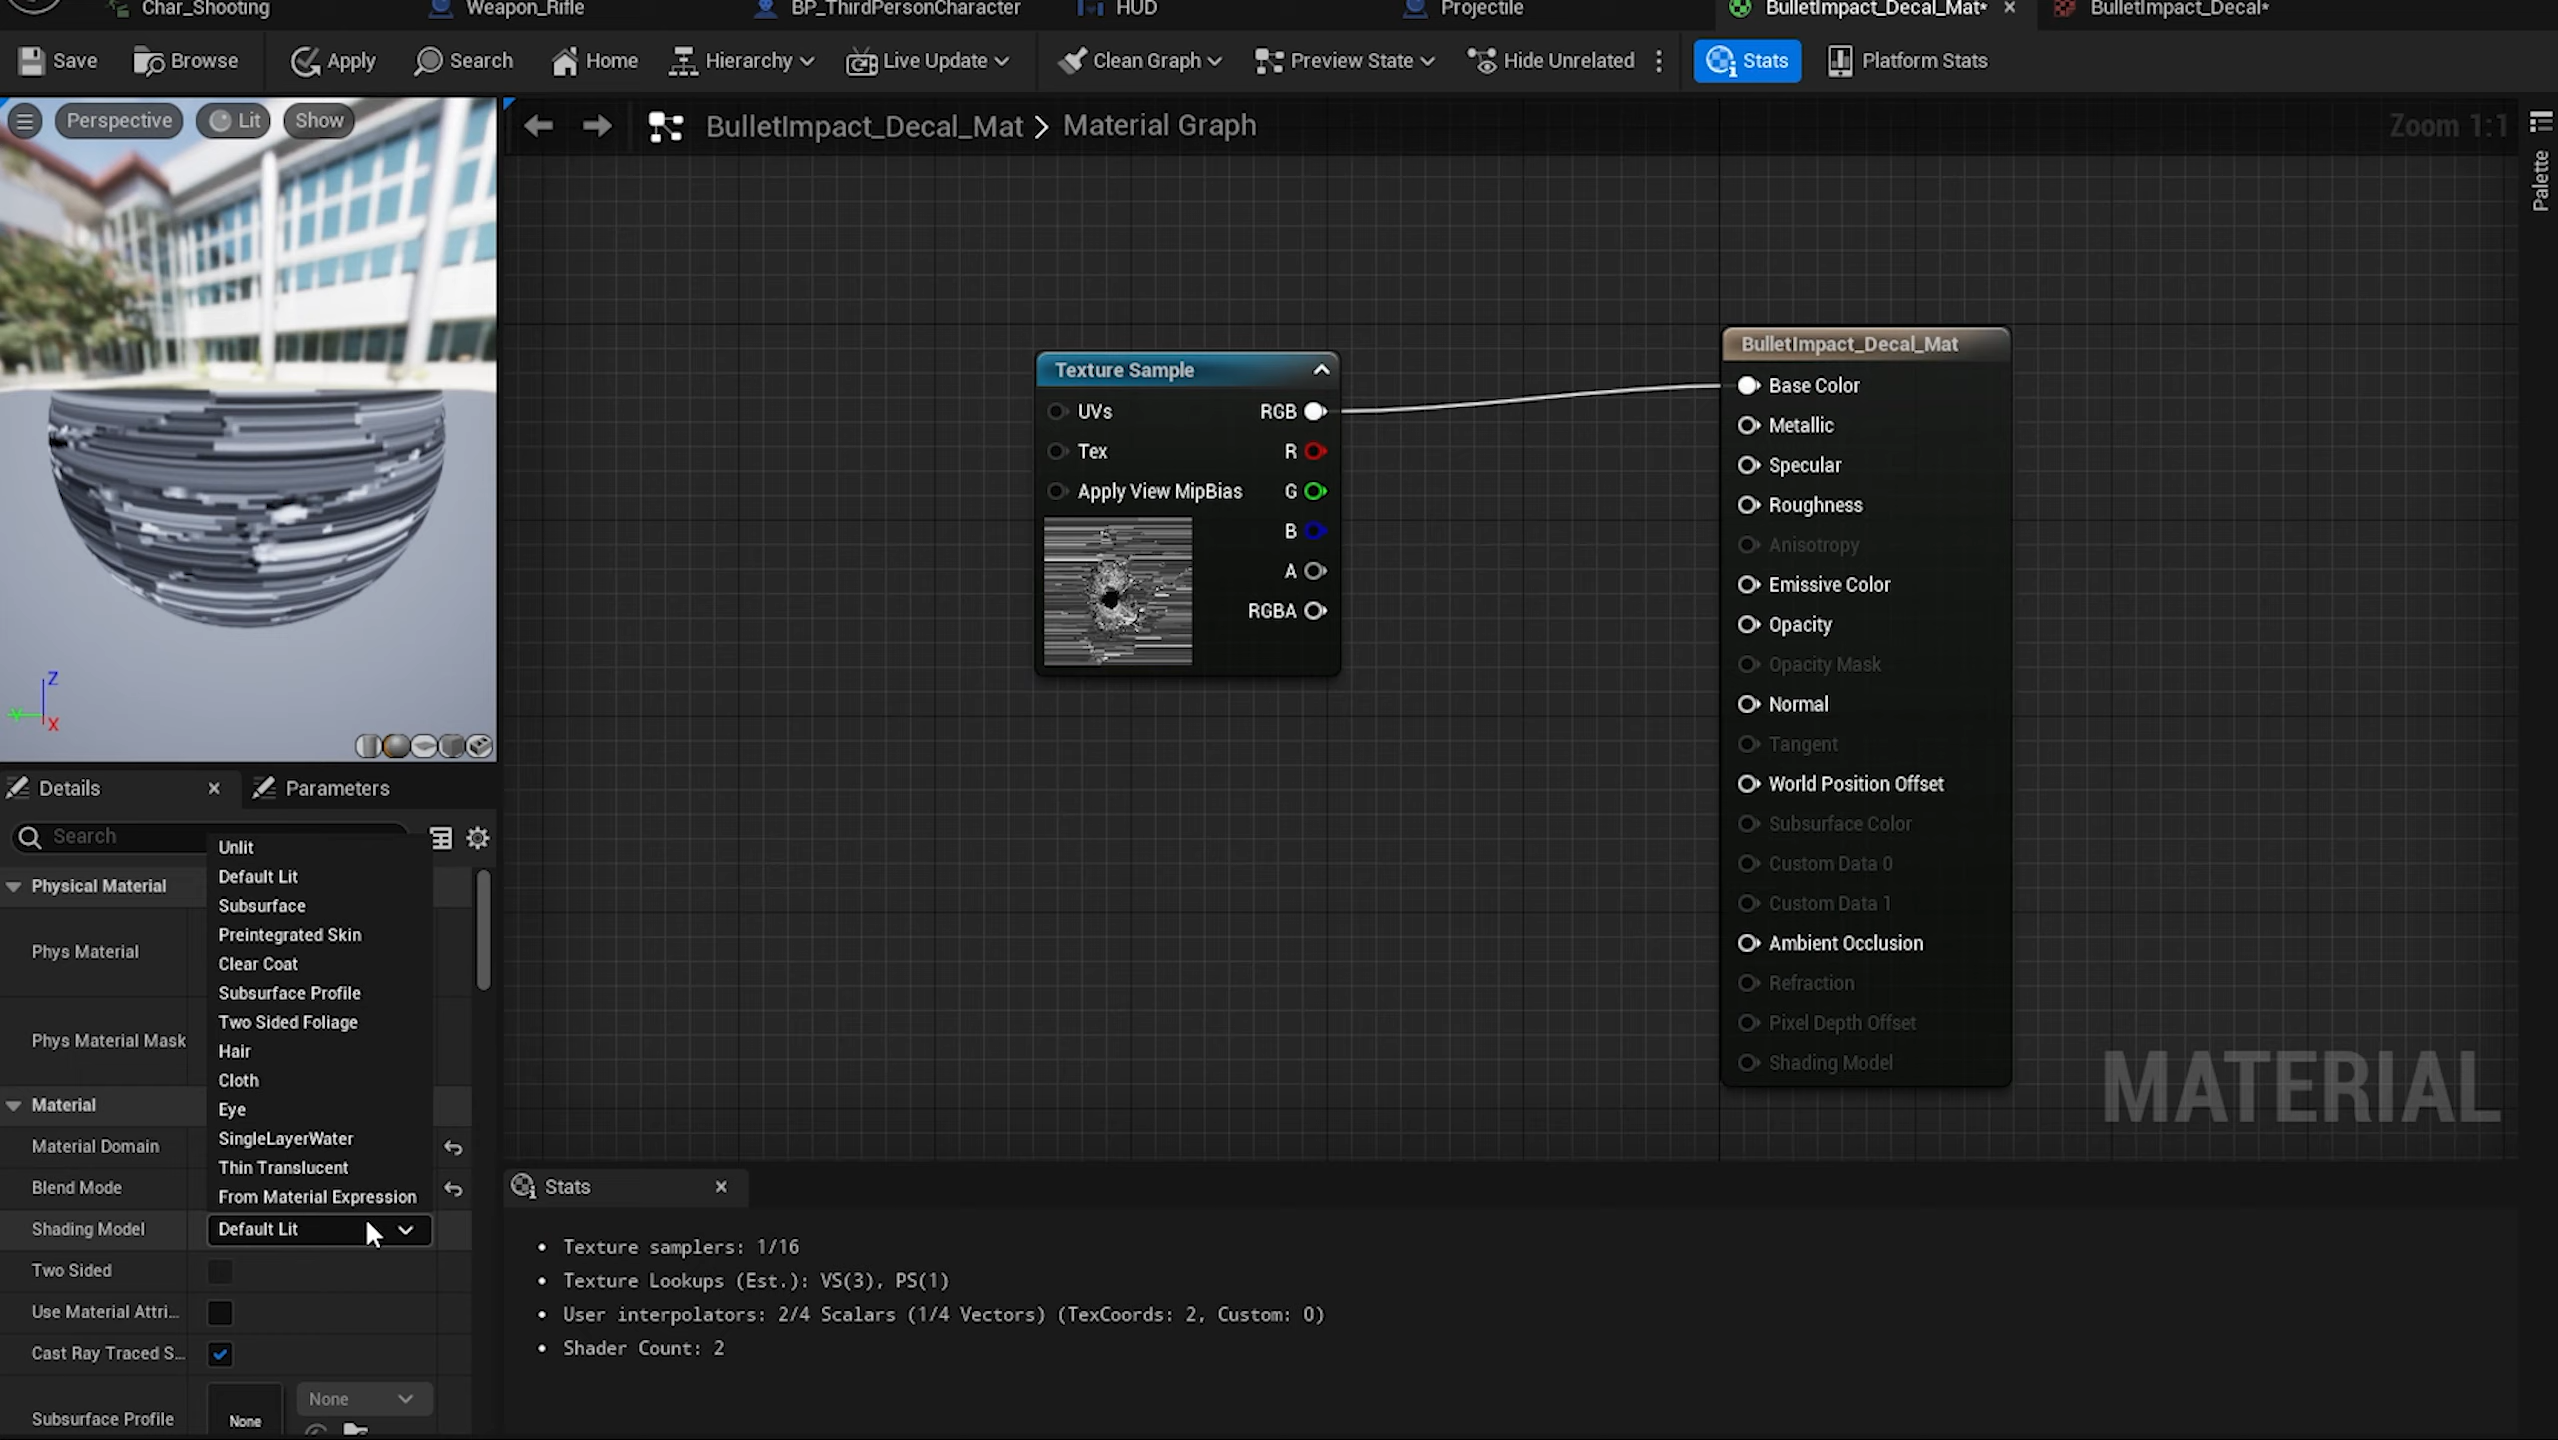 Char_Shooting
Weapon_Rifle
BP_ThirdPersonCharacter
HUD
Projectile
BulletImpact_Decal_Mat*
BulletImpact_Decal*
Save
Browse
Apply
Search
Home
Hierarchy
Live Update
Clean Graph
Preview State
Hide Unrelated
Stats
Platform Stats
Perspective
Lit
Show
BulletImpact_Decal_Mat > Material Graph
Zoom 1:1
Palette
Z
Y
X
Texture Sample
UVs
RGB
Tex
R
Apply View MipBias
G
B
A
RGBA
BulletImpact_Decal_Mat
Base Color
Metallic
Specular
Roughness
Anisotropy
Emissive Color
Opacity
Opacity Mask
Normal
Tangent
World Position Offset
Subsurface Color
Custom Data 0
Custom Data 1
Ambient Occlusion
Refraction
Pixel Depth Offset
Shading Model
MATERIAL
Details
Parameters
Search
Unlit
Default Lit
Subsurface
Preintegrated Skin
Clear Coat
Subsurface Profile
Two Sided Foliage
Hair
Cloth
Eye
SingleLayerWater
Thin Translucent
From Material Expression
Physical Material
Phys Material
Phys Material Mask
Material
Material Domain
Blend Mode
Shading Model
Default Lit
Two Sided
Use Material Attri...
Cast Ray Traced S...
Subsurface Profile
None
None
Stats
• Texture samplers: 1/16
• Texture Lookups (Est.): VS(3), PS(1)
• User interpolators: 2/4 Scalars (1/4 Vectors) (TexCoords: 2, Custom: 0)
• Shader Count: 2